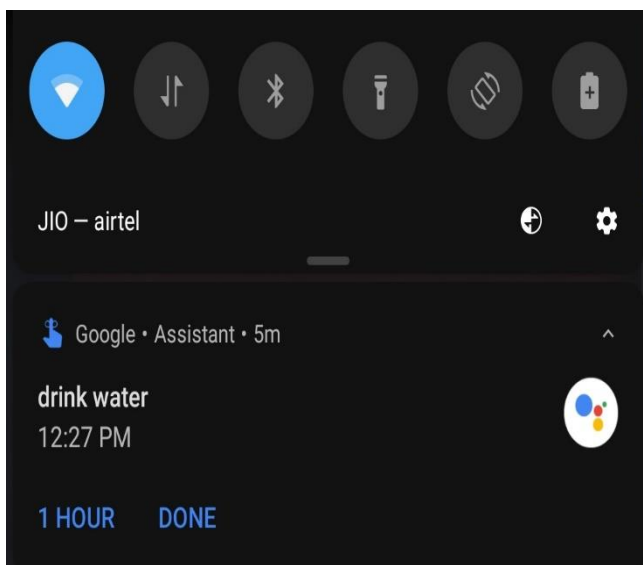 JIO — airtel
Google • Assistant • 5m
drink water
12:27 PM
1 HOUR DONE